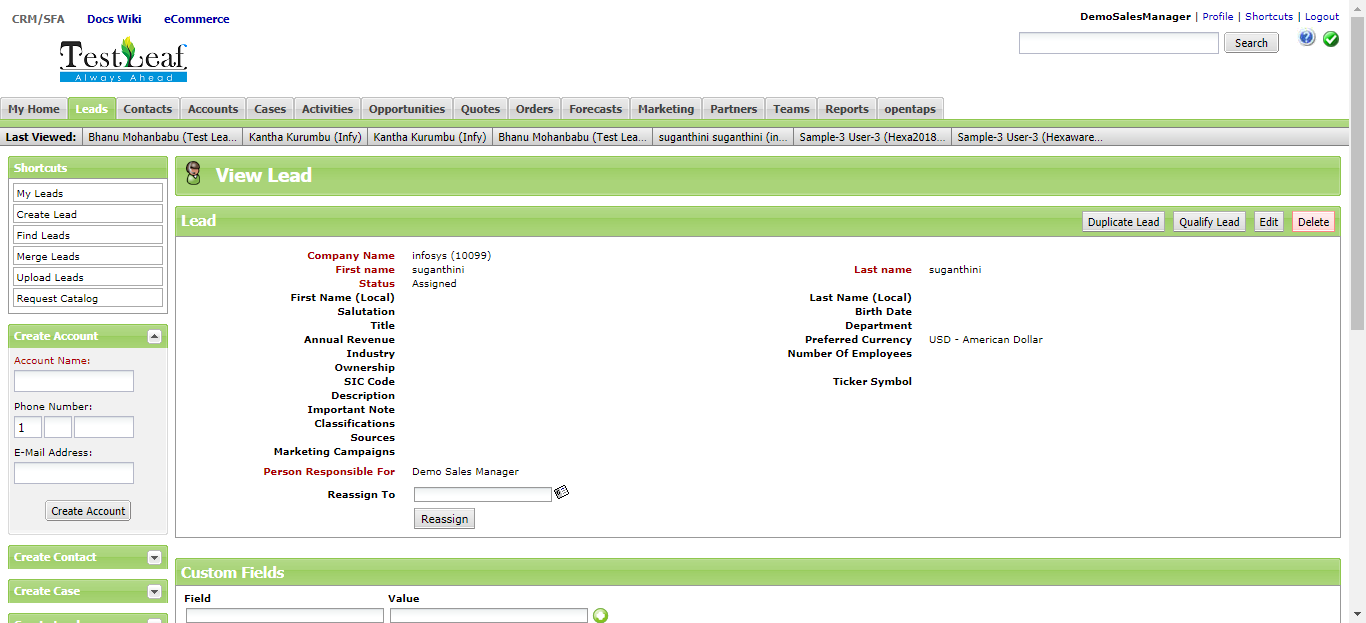 CRM/SFA Docs Wiki eCommerce
DemoSalesManager | Profile | Shortcuts | Logout
TestLeaf
Always Ahead
Search
My Home Leads Contacts Accounts Cases Activities Opportunities Quotes Orders Forecasts Marketing Partners Teams Reports opentaps
Last Viewed: Bhanu Mohanbabu (Test Lea... Kantha Kurumbu (Infy) Kantha Kurumbu (Infy) Bhanu Mohanbabu (Test Lea... suganthini suganthini (in... Sample-3 User-3 (Hexa2018... Sample-3 User-3 (Hexaware...
Shortcuts
My Leads
Create Lead
Find Leads
Merge Leads
Upload Leads
Request Catalog
Create Account
Account Name:
Phone Number:
1
E-Mail Address:
Create Account
Create Contact
Create Case
View Lead
Lead
Duplicate Lead Qualify Lead Edit Delete
Company Name infosys (10099)
First name suganthini Last name suganthini
Status Assigned
First Name (Local) Last Name (Local)
Salutation Birth Date
Title Department
Annual Revenue Preferred Currency USD - American Dollar
Industry Number Of Employees
Ownership
SIC Code Ticker Symbol
Description
Important Note
Classifications
Sources
Marketing Campaigns
Person Responsible For Demo Sales Manager
Reassign To
Reassign
Custom Fields
Field Value